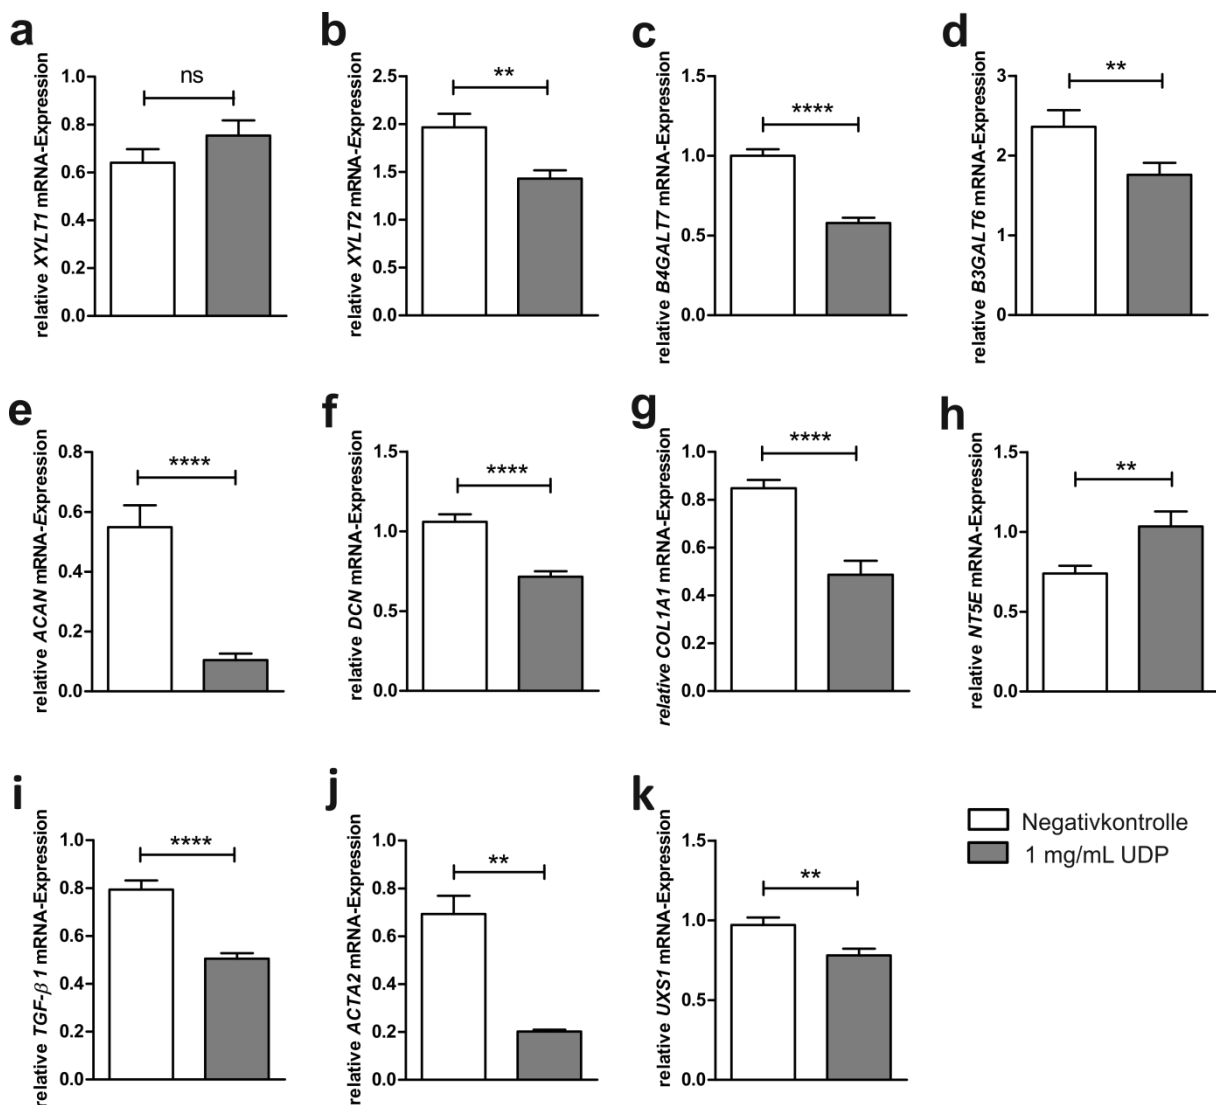 a
relative XYLT1 mRNA-Expression
1.0
0.8
0.6
0.4
0.2
0.0
ns
b
relative XYLT2 mRNA-Expression
2.5
2.0
1.5
1.0
0.5
0.0
**
c
relative B4GALT7 mRNA-Expression
1.5
1.0
0.5
0.0
****
d
relative B3GALT6 mRNA-Expression
3
2
1
0
**
e
relative ACAN mRNA-Expression
0.8
0.6
0.4
0.2
0.0
****
f
relative DCN mRNA-Expression
1.5
1.0
0.5
0.0
****
g
relative COL1A1 mRNA-Expression
1.0
0.8
0.6
0.4
0.2
0.0
****
h
relative NT5E mRNA-Expression
1.5
1.0
0.5
0.0
**
i
relative TGF-β 1 mRNA-Expression
1.0
0.8
0.6
0.4
0.2
0.0
****
j
relative ACTA2 mRNA-Expression
1.0
0.8
0.6
0.4
0.2
0.0
**
k
relative UXS1 mRNA-Expression
1.5
1.0
0.5
0.0
**
Negativkontrolle
1 mg/mL UDP